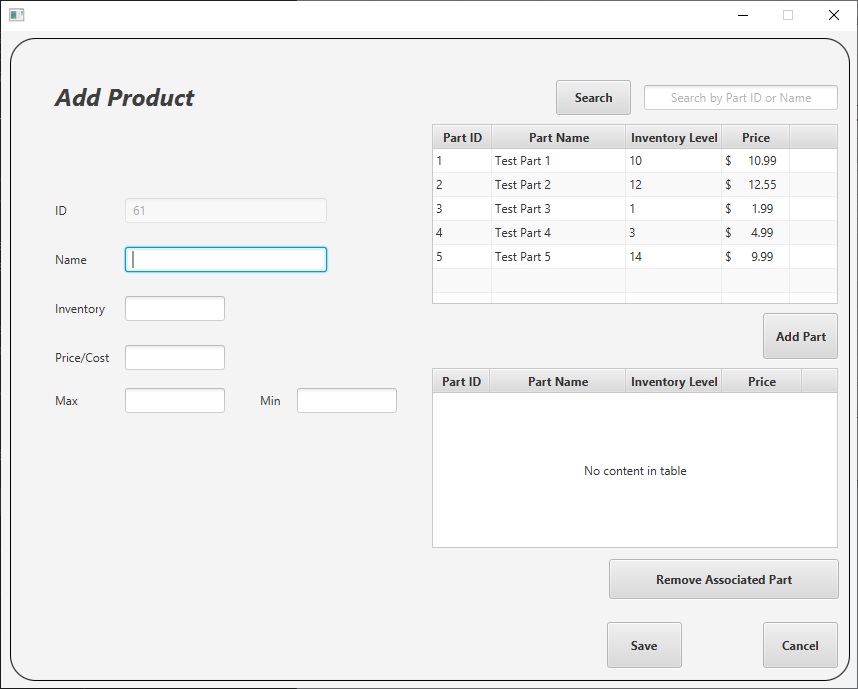 Add Product
Search Search by Part ID or Name
Part ID Part Name Inventory Level Price
1 Test Part 1 10 $ 10.99
2 Test Part 2 12 $ 12.55
3 Test Part 3 1 $ 1.99
4 Test Part 4 3 $ 4.99
5 Test Part 5 14 $ 9.99
ID 61
Name
Inventory
Price/Cost
Max Min
Add Part
Part ID Part Name Inventory Level Price
No content in table
Remove Associated Part
Save Cancel